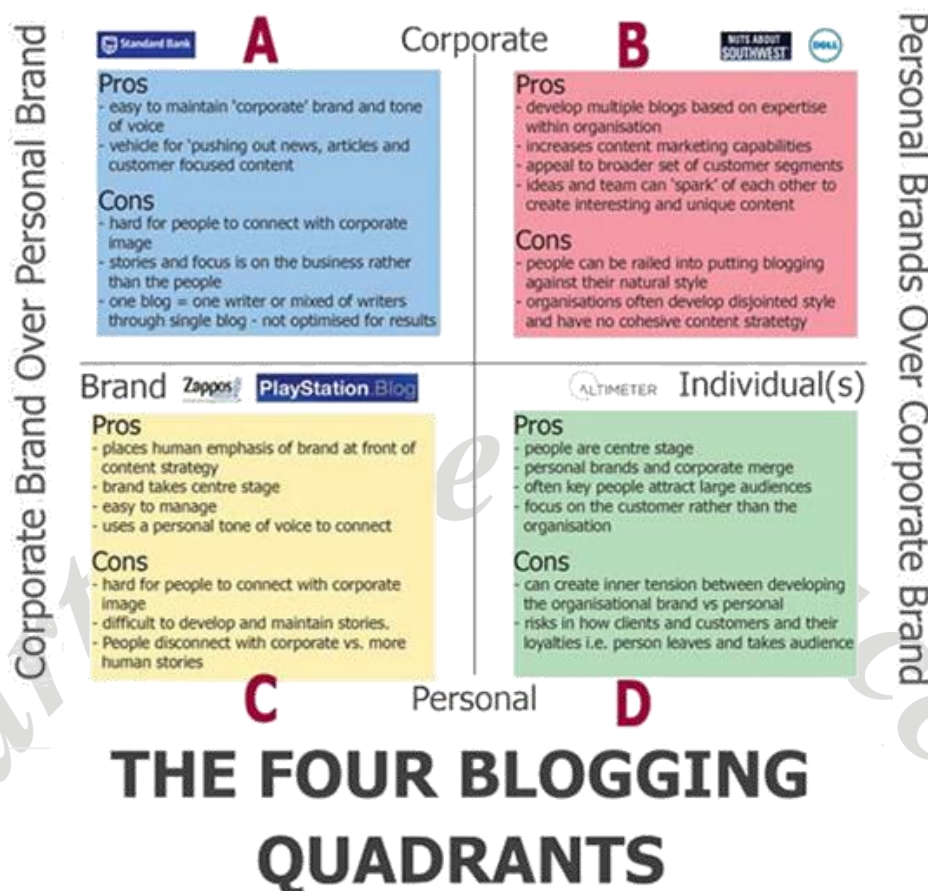 Corporate Brand Over Personal Brand
Standard Bank
A
Corporate
B
NUTS ABOUT
SOUTHWEST
DELL
Personal Brands Over Corporate Brand
Pros
- easy to maintain 'corporate' brand and tone
of voice
- vehicle for 'pushing out news, articles and
customer focused content
Cons
- hard for people to connect with corporate
image
- stories and focus is on the business rather
than the people
- one blog = one writer or mixed of writers
through single blog - not optimised for results
Pros
- develop multiple blogs based on expertise
within organisation
- increases content marketing capabilities
- appeal to broader set of customer segments
- ideas and team can 'spark' of each other to
create interesting and unique content
Cons
- people can be railed into putting blogging
against their natural style
- organisations often develop disjointed style
and have no cohesive content stratetgy
Brand
Zappos
PlayStation.Blog
ALTIMETER
Individual(s)
Pros
- places human emphasis of brand at front of
content strategy
- brand takes centre stage
- easy to manage
- uses a personal tone of voice to connect
Cons
- hard for people to connect with corporate
image
- difficult to develop and maintain stories.
- People disconnect with corporate vs. more
human stories
Pros
- people are centre stage
- personal brands and corporate merge
- often key people attract large audiences
- focus on the customer rather than the
organisation
Cons
- can create inner tension between developing
the organisational brand vs personal
- risks in how clients and customers and their
loyalties i.e. person leaves and takes audience
C
Personal
D
THE FOUR BLOGGING
QUADRANTS